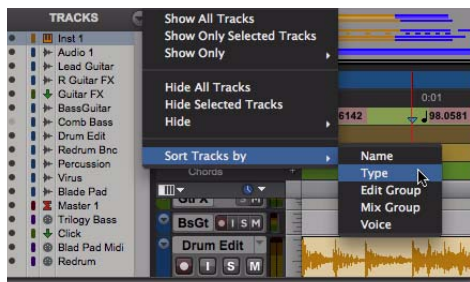 TRACKS
Inst 1
Audio 1
Lead Guitar
R Guitar FX
Guitar FX
BassGuitar
Comb Bass
Drum Edit
Redrum Bnc
Percussion
Virus
Blade Pad
Master 1
Trilogy Bass
Click
Blad Pad Midi
Redrum
Show All Tracks
Show Only Selected Tracks
Show Only
Hide All Tracks
Hide Selected Tracks
Hide
Sort Tracks by
Name
Type
Edit Group
Mix Group
Voice
0:01
6142
98.0581
Chords
+
GtrX
S M
BsGt
I S M
Drum Edit
I S M